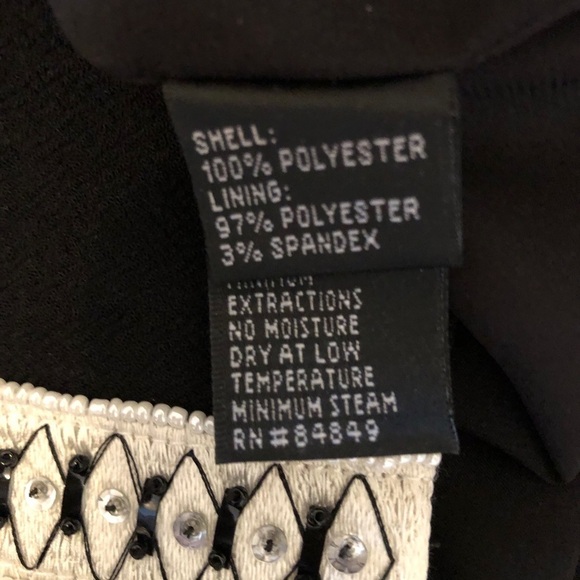 SHELL:
100% POLYESTER
LINING:
97% POLYESTER
3% SPANDEX
EXTRACTIONS
NO MOISTURE
DRY AT LOW
TEMPERATURE
MINIMUM STEAM
RN#84849